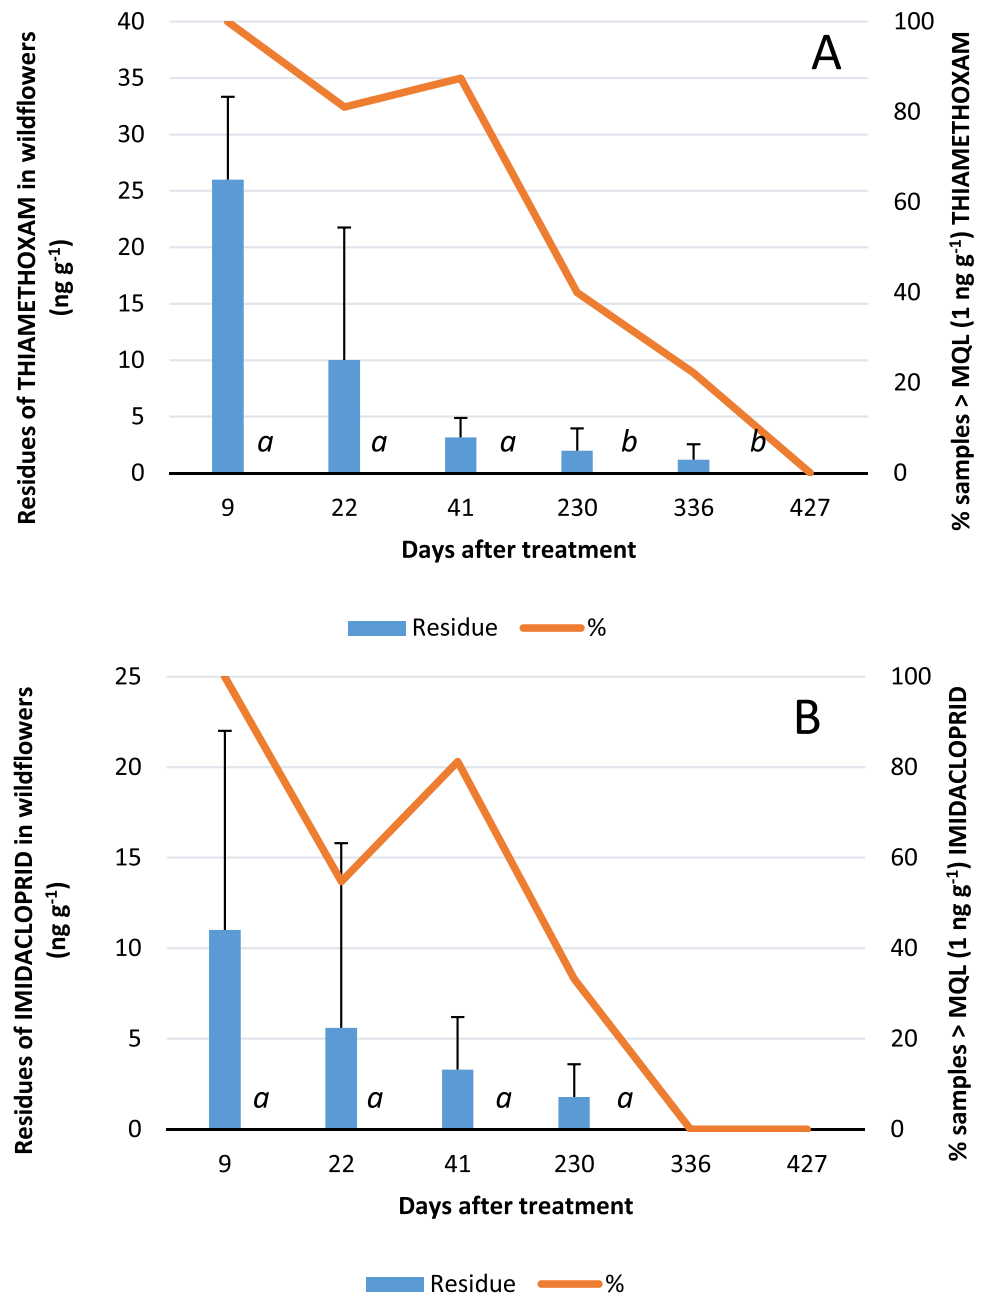 A
Residues of THIAMETHOXAM in wildflowers
(ng g⁻¹)
% samples > MQL (1 ng g⁻¹) THIAMETHOXAM
40
35
30
25
20
15
10
5
0
100
80
60
40
20
0
a a a b b
9 22 41 230 336 427
Days after treatment
Residue %
B
Residues of IMIDACLOPRID in wildflowers
(ng g⁻¹)
% samples > MQL (1 ng g⁻¹) IMIDACLOPRID
25
20
15
10
5
0
100
80
60
40
20
0
a a a a
9 22 41 230 336 427
Days after treatment
Residue %